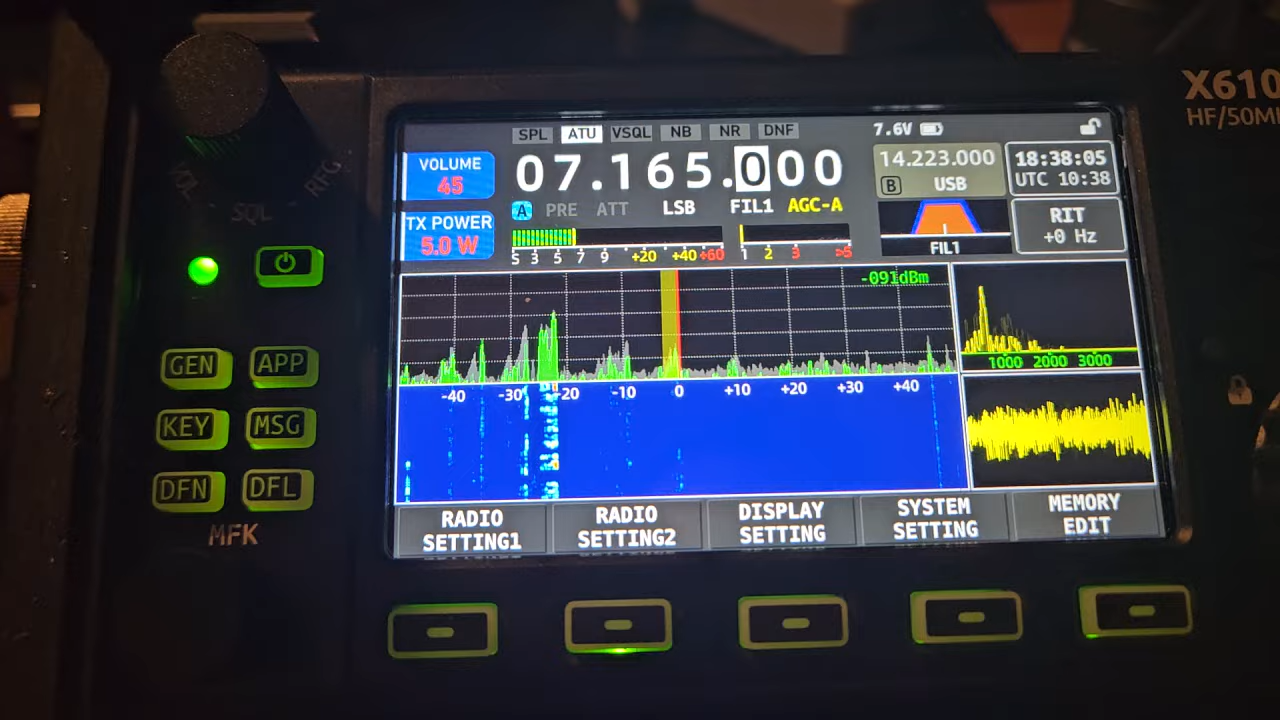 X610
HF/50M
SPL ATU VSQL NB NR DNF
7.6V
VOLUME
45
07.165.000
14.223.000
B USB
18:38:05
UTC 10:38
TX POWER
5.0 W
A PRE ATT LSB FIL1 AGC-A
FIL1
RIT
+0 Hz
S 3 5 7 9 +20 +40 +60
1 2 3 >5
RFG
SQL
-091dBm
1000 2000 3000
-40 -30 -20 -10 0 +10 +20 +30 +40
GEN APP
KEY MSG
DFN DFL
MFK
RADIO
SETTING1
RADIO
SETTING2
DISPLAY
SETTING
SYSTEM
SETTING
MEMORY
EDIT